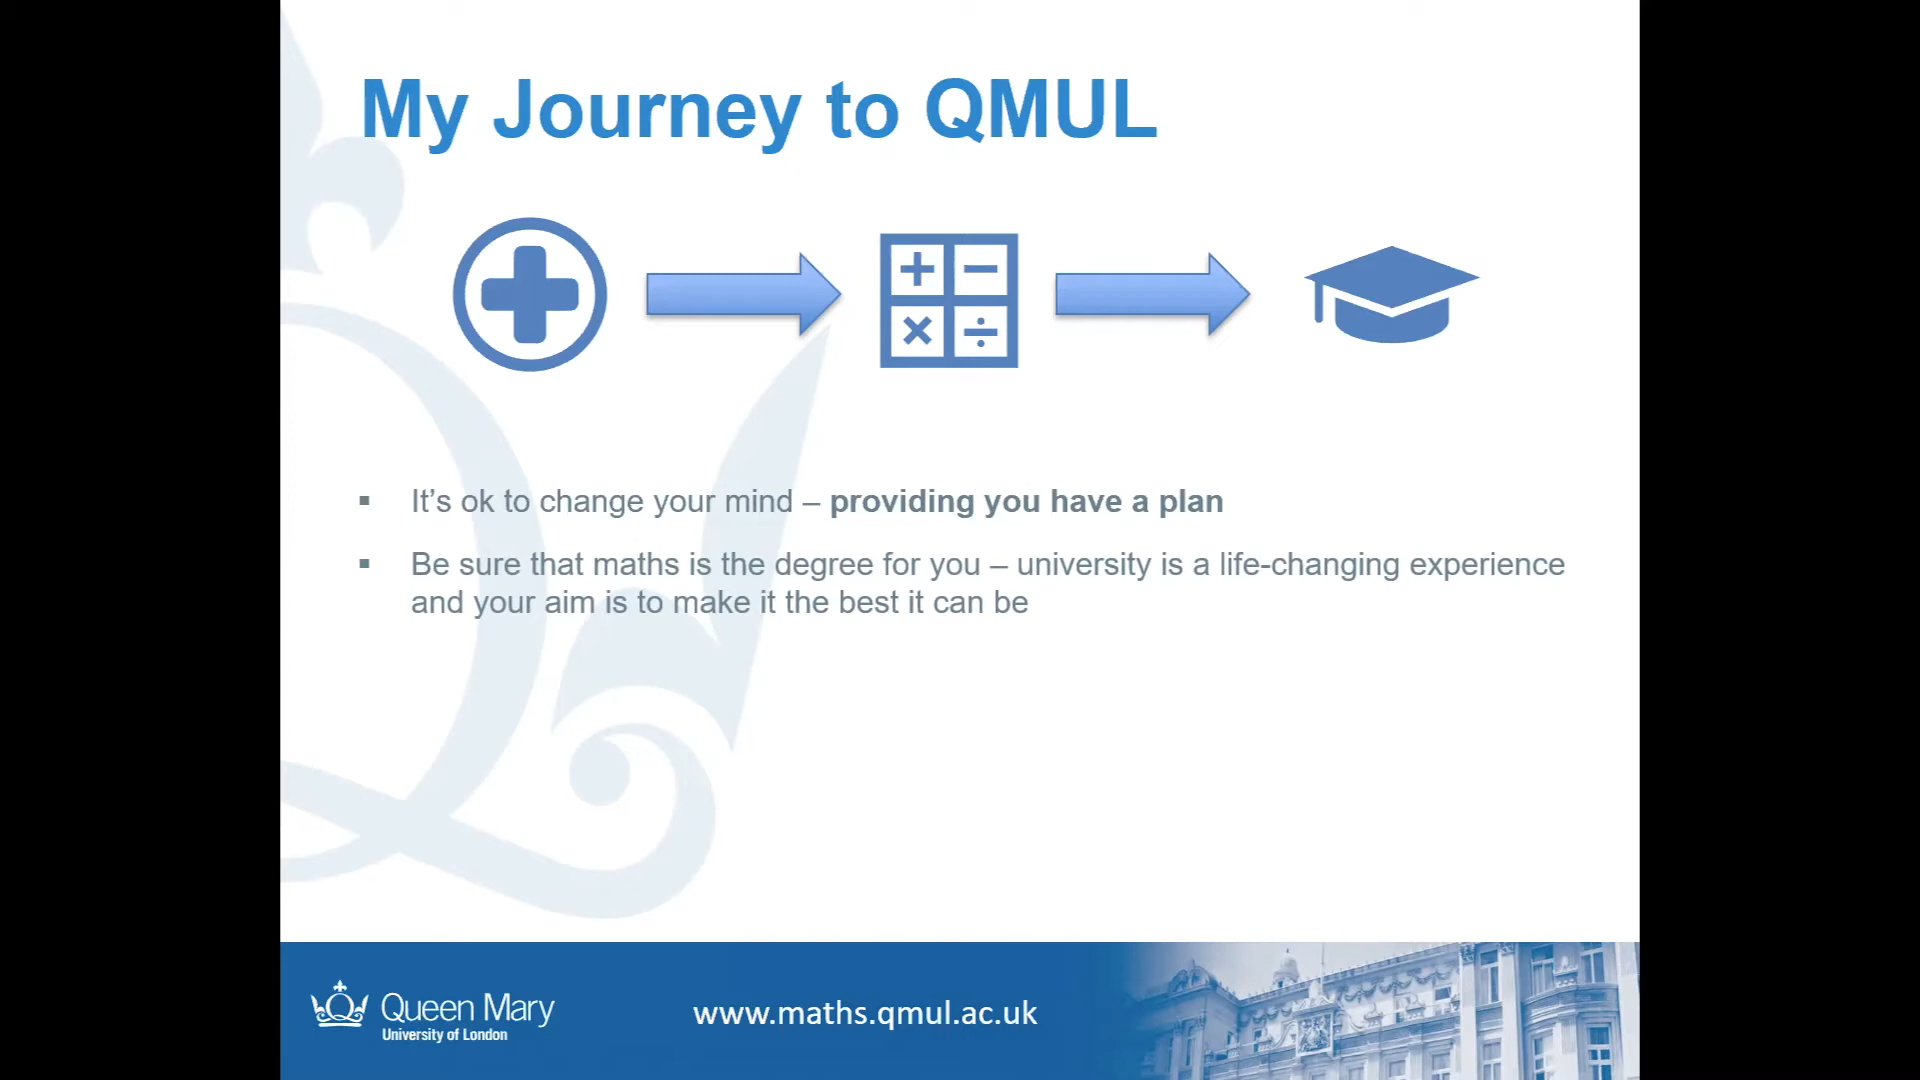 My Journey to QMUL
It’s ok to change your mind – providing you have a plan
Be sure that maths is the degree for you – university is a life-changing experience
and your aim is to make it the best it can be
Queen Mary
University of London
www.maths.qmul.ac.uk